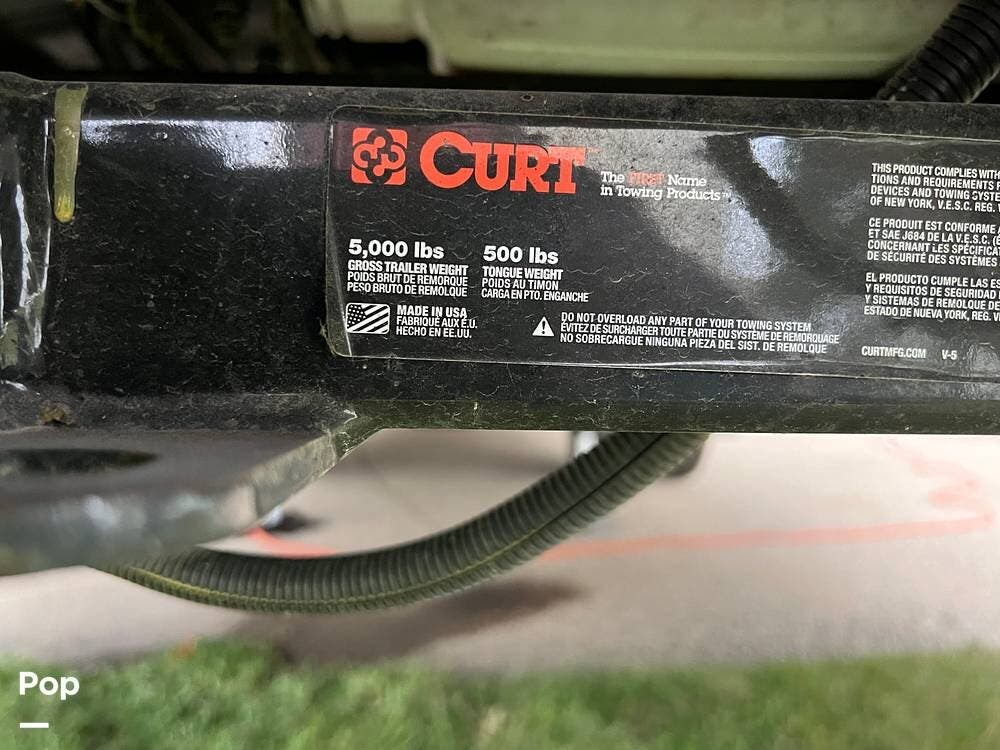 CURT
The FIRST Name
in Towing Products™
5,000 lbs
GROSS TRAILER WEIGHT
POIDS BRUT DE REMORQUE
PESO BRUTO DE REMOLQUE
500 lbs
TONGUE WEIGHT
POIDS AU TIMON
CARGA EN PTO. ENGANCHE
MADE IN USA
FABRIQUÉ AUX É.U.
HECHO EN EE.UU.
DO NOT OVERLOAD ANY PART OF YOUR TOWING SYSTEM
ÉVITEZ DE SURCHARGER TOUTE PARTIE DU SYSTÈME DE REMORQUAGE
NO SOBRECARGUE NINGUNA PIEZA DEL SIST. DE REMOLQUE
THIS PRODUCT COMPLIES WITH
TIONS AND REQUIREMENTS
DEVICES AND TOWING SYSTE
OF NEW YORK, V.E.S.C. REG.
CE PRODUIT EST CONFORME
ET SAE J684 DE LA V.E.S.C.
CONCERNANT LES SPÉCIFICAT
DE SÉCURITÉ DES SYSTÈMES
EL PRODUCTO CUMPLE LAS ES
Y REQUISITOS DE SEGURIDAD
Y SISTEMAS DE REMOLQUE DE
ESTADO DE NUEVA YORK, REG.
CURTMFG.COM V-5
Pop